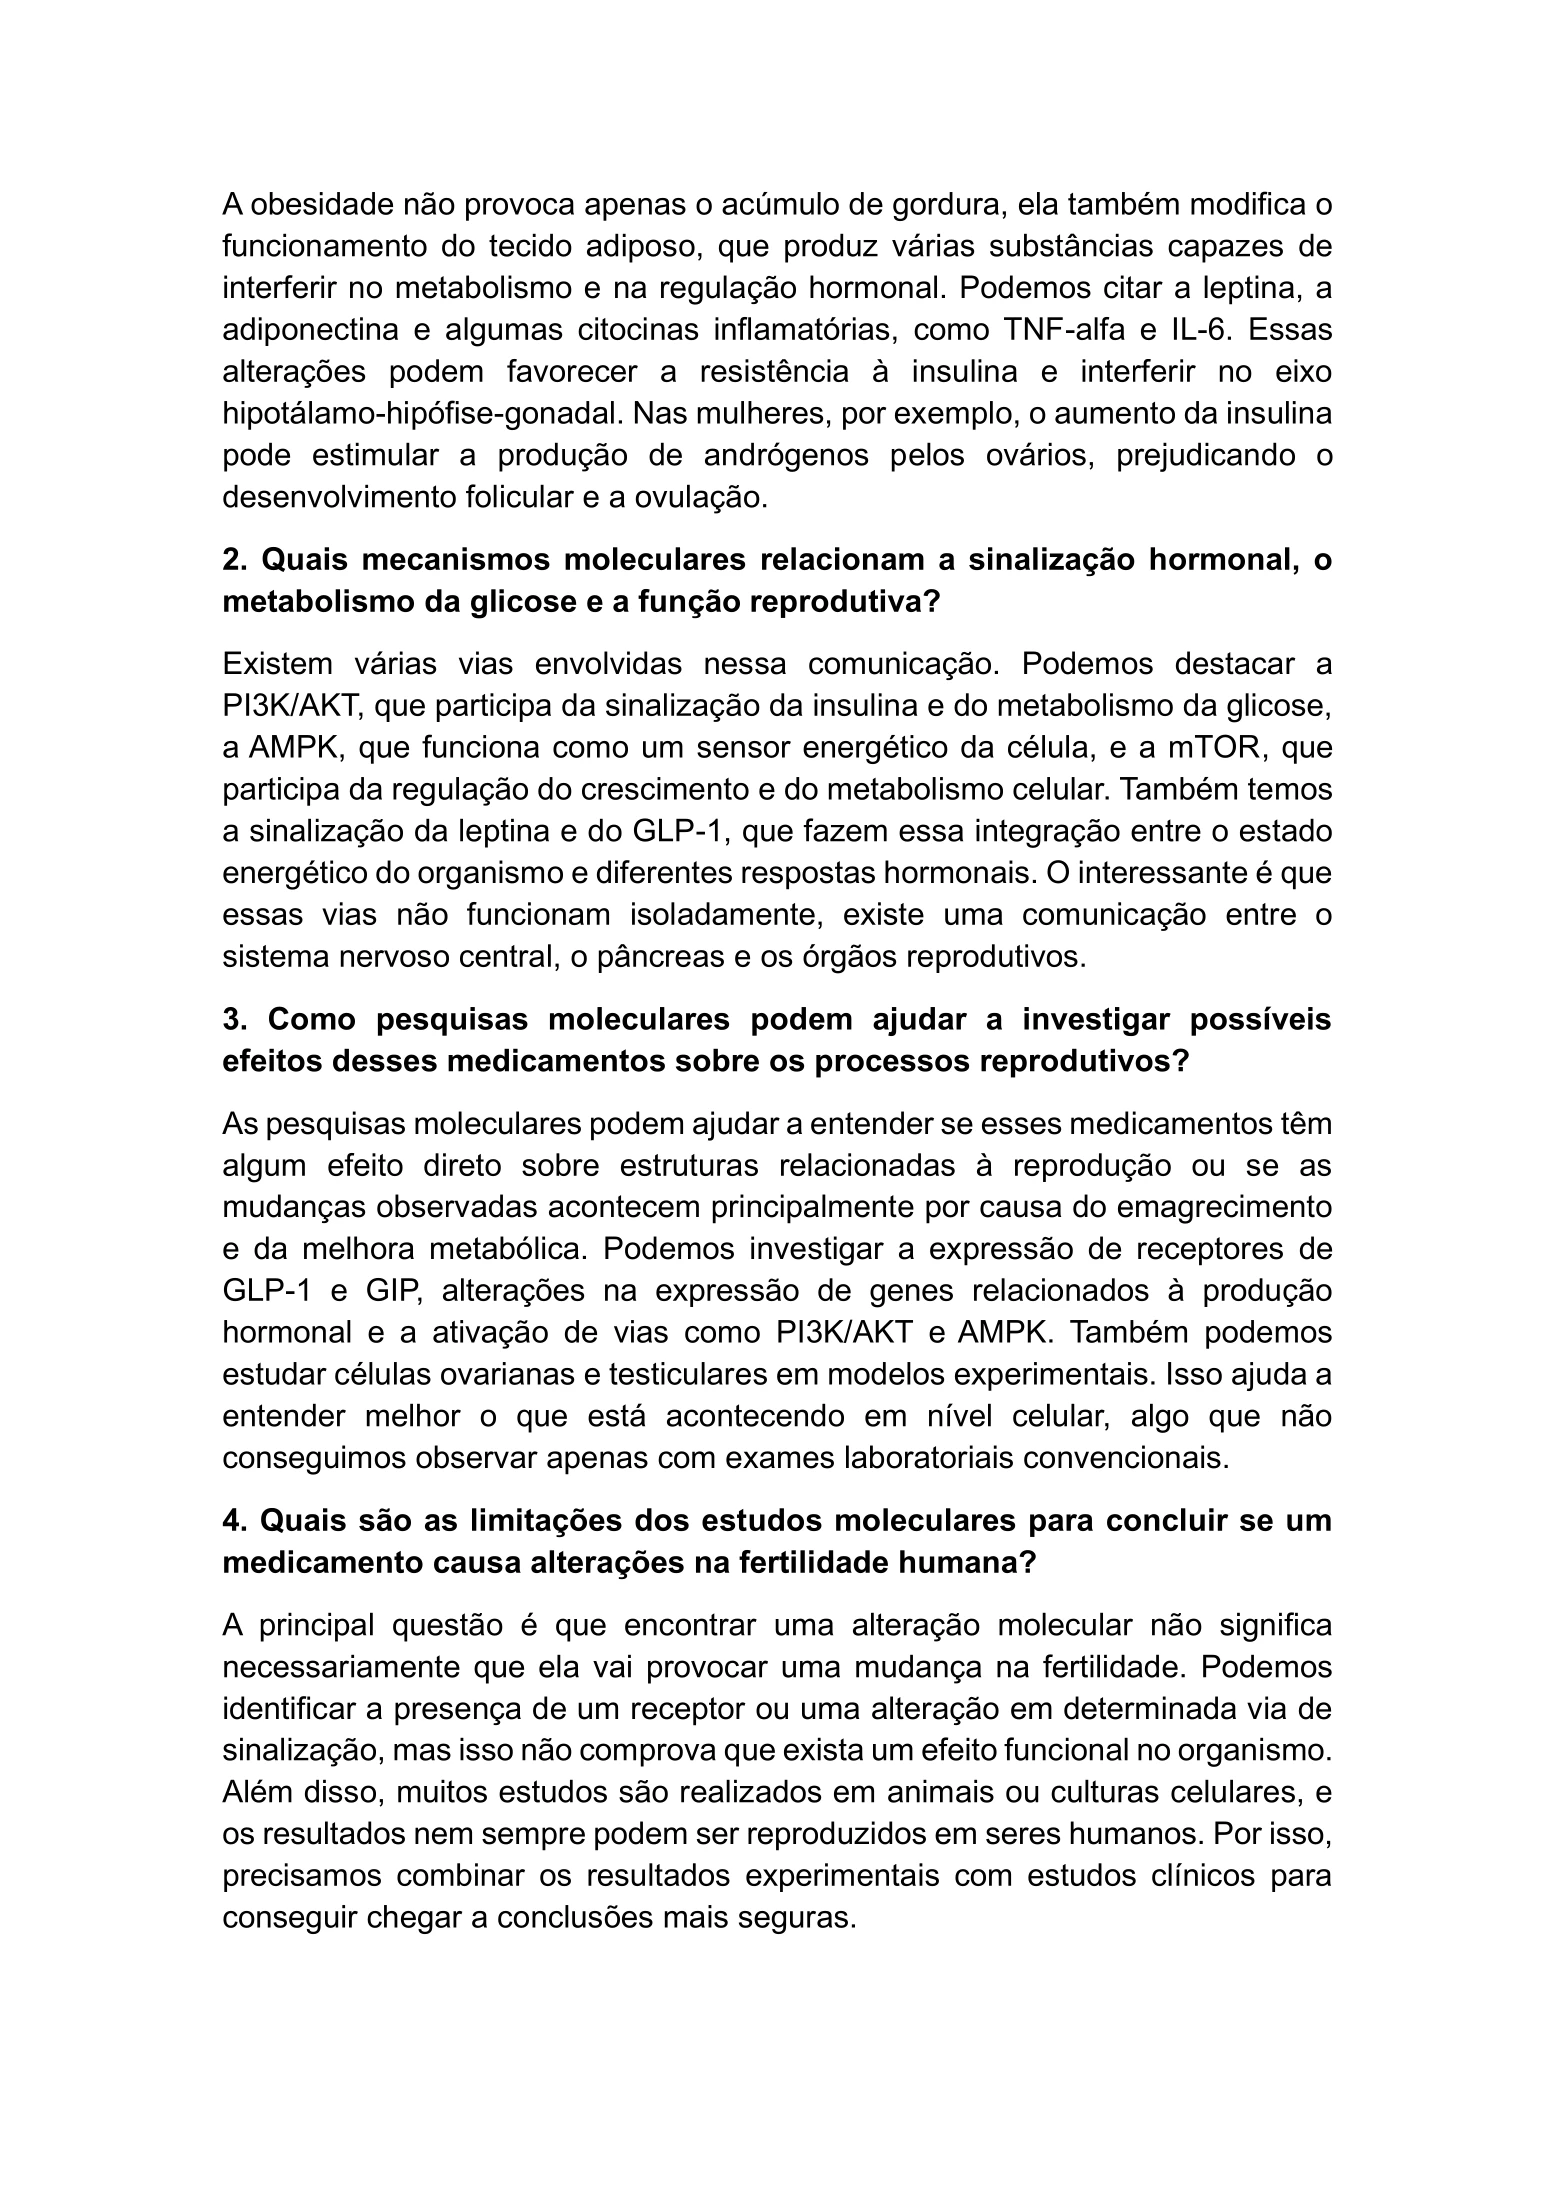 A obesidade não provoca apenas o acúmulo de gordura, ela também modifica o
funcionamento do tecido adiposo, que produz várias substâncias capazes de
interferir no metabolismo e na regulação hormonal. Podemos citar a leptina, a
adiponectina e algumas citocinas inflamatórias, como TNF-alfa e IL-6. Essas
alterações podem favorecer a resistência à insulina e interferir no eixo
hipotálamo-hipófise-gonadal. Nas mulheres, por exemplo, o aumento da insulina
pode estimular a produção de andrógenos pelos ovários, prejudicando o
desenvolvimento folicular e a ovulação.
2. Quais mecanismos moleculares relacionam a sinalização hormonal, o
metabolismo da glicose e a função reprodutiva?
Existem várias vias envolvidas nessa comunicação. Podemos destacar a
PI3K/AKT, que participa da sinalização da insulina e do metabolismo da glicose,
a AMPK, que funciona como um sensor energético da célula, e a mTOR, que
participa da regulação do crescimento e do metabolismo celular. Também temos
a sinalização da leptina e do GLP-1, que fazem essa integração entre o estado
energético do organismo e diferentes respostas hormonais. O interessante é que
essas vias não funcionam isoladamente, existe uma comunicação entre o
sistema nervoso central, o pâncreas e os órgãos reprodutivos.
3. Como pesquisas moleculares podem ajudar a investigar possíveis
efeitos desses medicamentos sobre os processos reprodutivos?
As pesquisas moleculares podem ajudar a entender se esses medicamentos têm
algum efeito direto sobre estruturas relacionadas à reprodução ou se as
mudanças observadas acontecem principalmente por causa do emagrecimento
e da melhora metabólica. Podemos investigar a expressão de receptores de
GLP-1 e GIP, alterações na expressão de genes relacionados à produção
hormonal e a ativação de vias como PI3K/AKT e AMPK. Também podemos
estudar células ovarianas e testiculares em modelos experimentais. Isso ajuda a
entender melhor o que está acontecendo em nível celular, algo que não
conseguimos observar apenas com exames laboratoriais convencionais.
4. Quais são as limitações dos estudos moleculares para concluir se um
medicamento causa alterações na fertilidade humana?
A principal questão é que encontrar uma alteração molecular não significa
necessariamente que ela vai provocar uma mudança na fertilidade. Podemos
identificar a presença de um receptor ou uma alteração em determinada via de
sinalização, mas isso não comprova que exista um efeito funcional no organismo.
Além disso, muitos estudos são realizados em animais ou culturas celulares, e
os resultados nem sempre podem ser reproduzidos em seres humanos. Por isso,
precisamos combinar os resultados experimentais com estudos clínicos para
conseguir chegar a conclusões mais seguras.